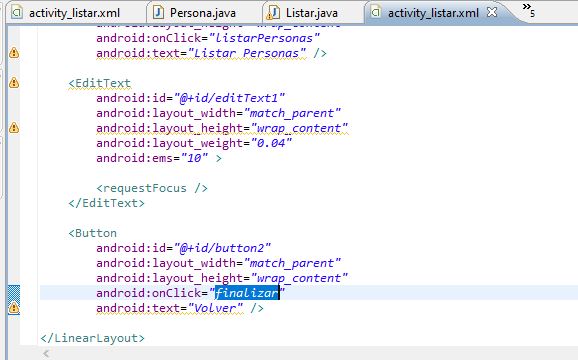 activity_listar.xml Persona.java Listar.java activity_listar.xml 5
android:layout_height="wrap_content"
android:onClick="listarPersonas"
android:text="Listar Personas" />
<EditText
android:id="@+id/editText1"
android:layout_width="match_parent"
android:layout_height="wrap_content"
android:layout_weight="0.04"
android:ems="10" >
<requestFocus />
</EditText>
<Button
android:id="@+id/button2"
android:layout_width="match_parent"
android:layout_height="wrap_content"
android:onClick="finalizar"
android:text="Volver" />
</LinearLayout>